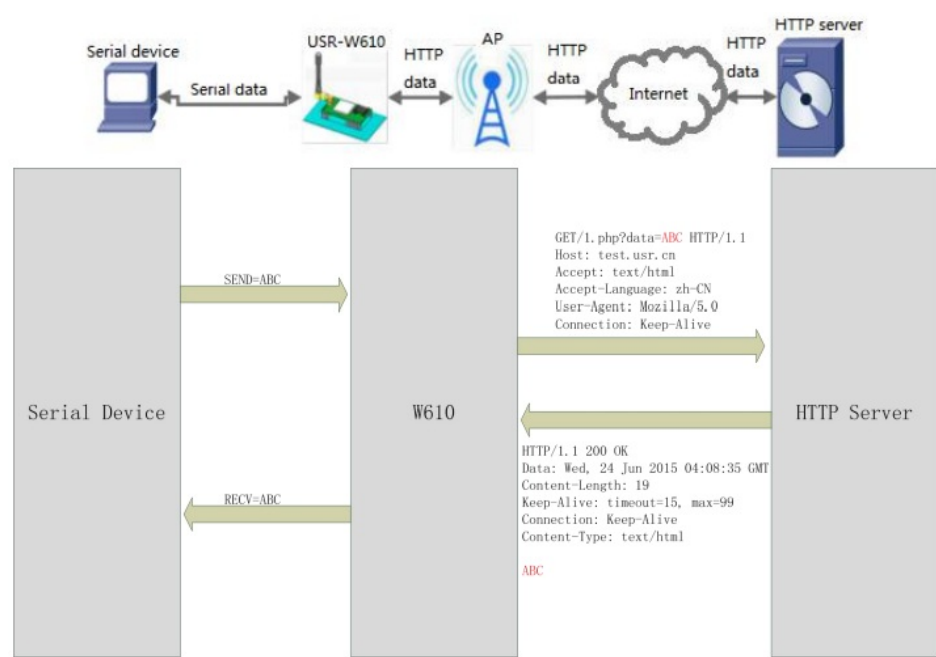 Serial device
USR-W610
AP
HTTP server
HTTP
data
HTTP
data
HTTP
data
Serial data
Internet
GET/1.php?data=ABC HTTP/1.1
Host: test.usr.cn
Accept: text/html
Accept-Language: zh-CN
User-Agent: Mozilla/5.0
Connection: Keep-Alive
SEND=ABC
Serial Device
W610
HTTP Server
HTTP/1.1 200 OK
Data: Wed, 24 Jun 2015 04:08:35 GMT
Content-Length: 19
Keep-Alive: timeout=15, max=99
Connection: Keep-Alive
Content-Type: text/html
ABC
RECV=ABC